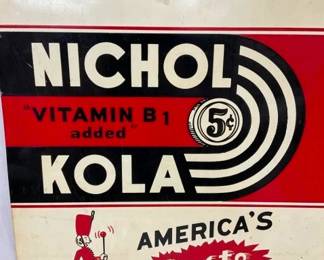 NICHOL
"VITAMIN B1
added"
5¢
KOLA
AMERICA'S